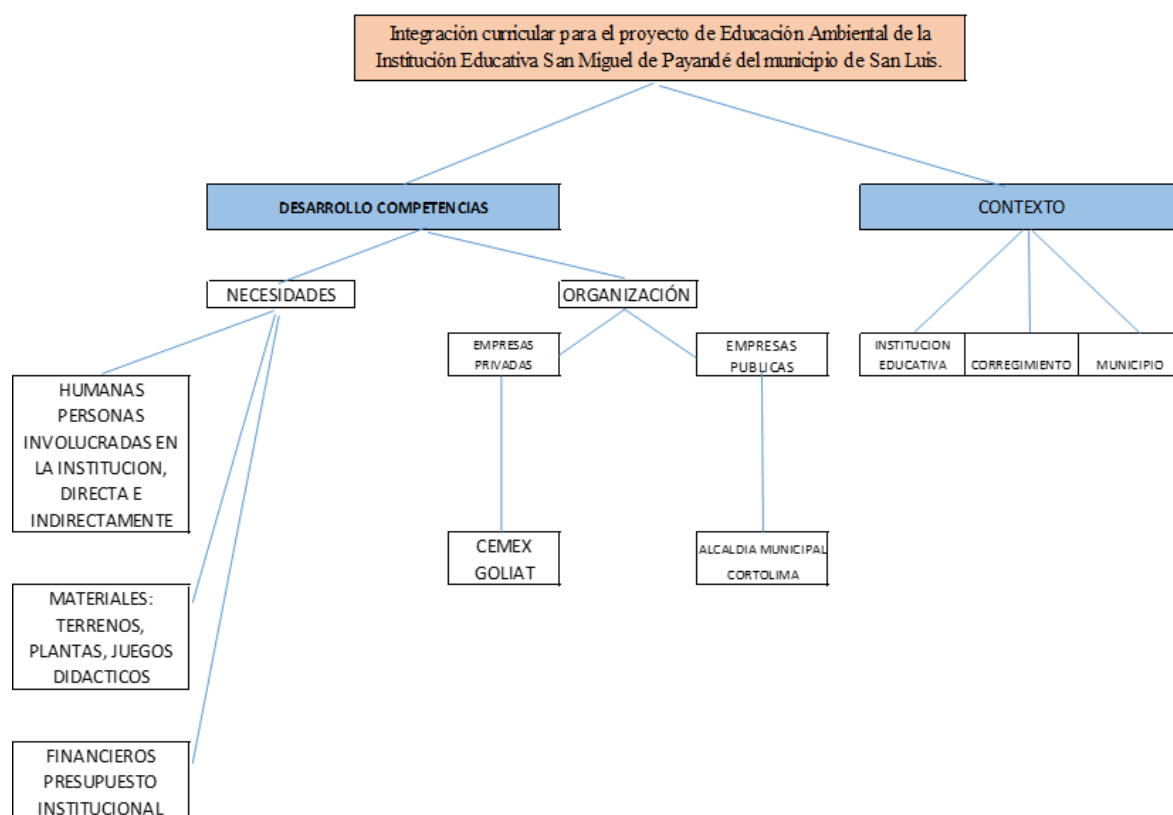 Integración curricular para el proyecto de Educación Ambiental de la
Institución Educativa San Miguel de Payandé del municipio de San Luis.
DESARROLLO COMPETENCIAS
CONTEXTO
NECESIDADES
ORGANIZACIÓN
EMPRESAS
PRIVADAS
EMPRESAS
PUBLICAS
INSTITUCION
EDUCATIVA
CORREGIMIENTO
MUNICIPIO
HUMANAS
PERSONAS
INVOLUCRADAS EN
LA INSTITUCION,
DIRECTA E
INDIRECTAMENTE
CEMEX
GOLIAT
ALCALDIA MUNICIPAL
CORTOLIMA
MATERIALES:
TERRENOS,
PLANTAS, JUEGOS
DIDACTICOS
FINANCIEROS
PRESUPUESTO
INSTITUCIONAL